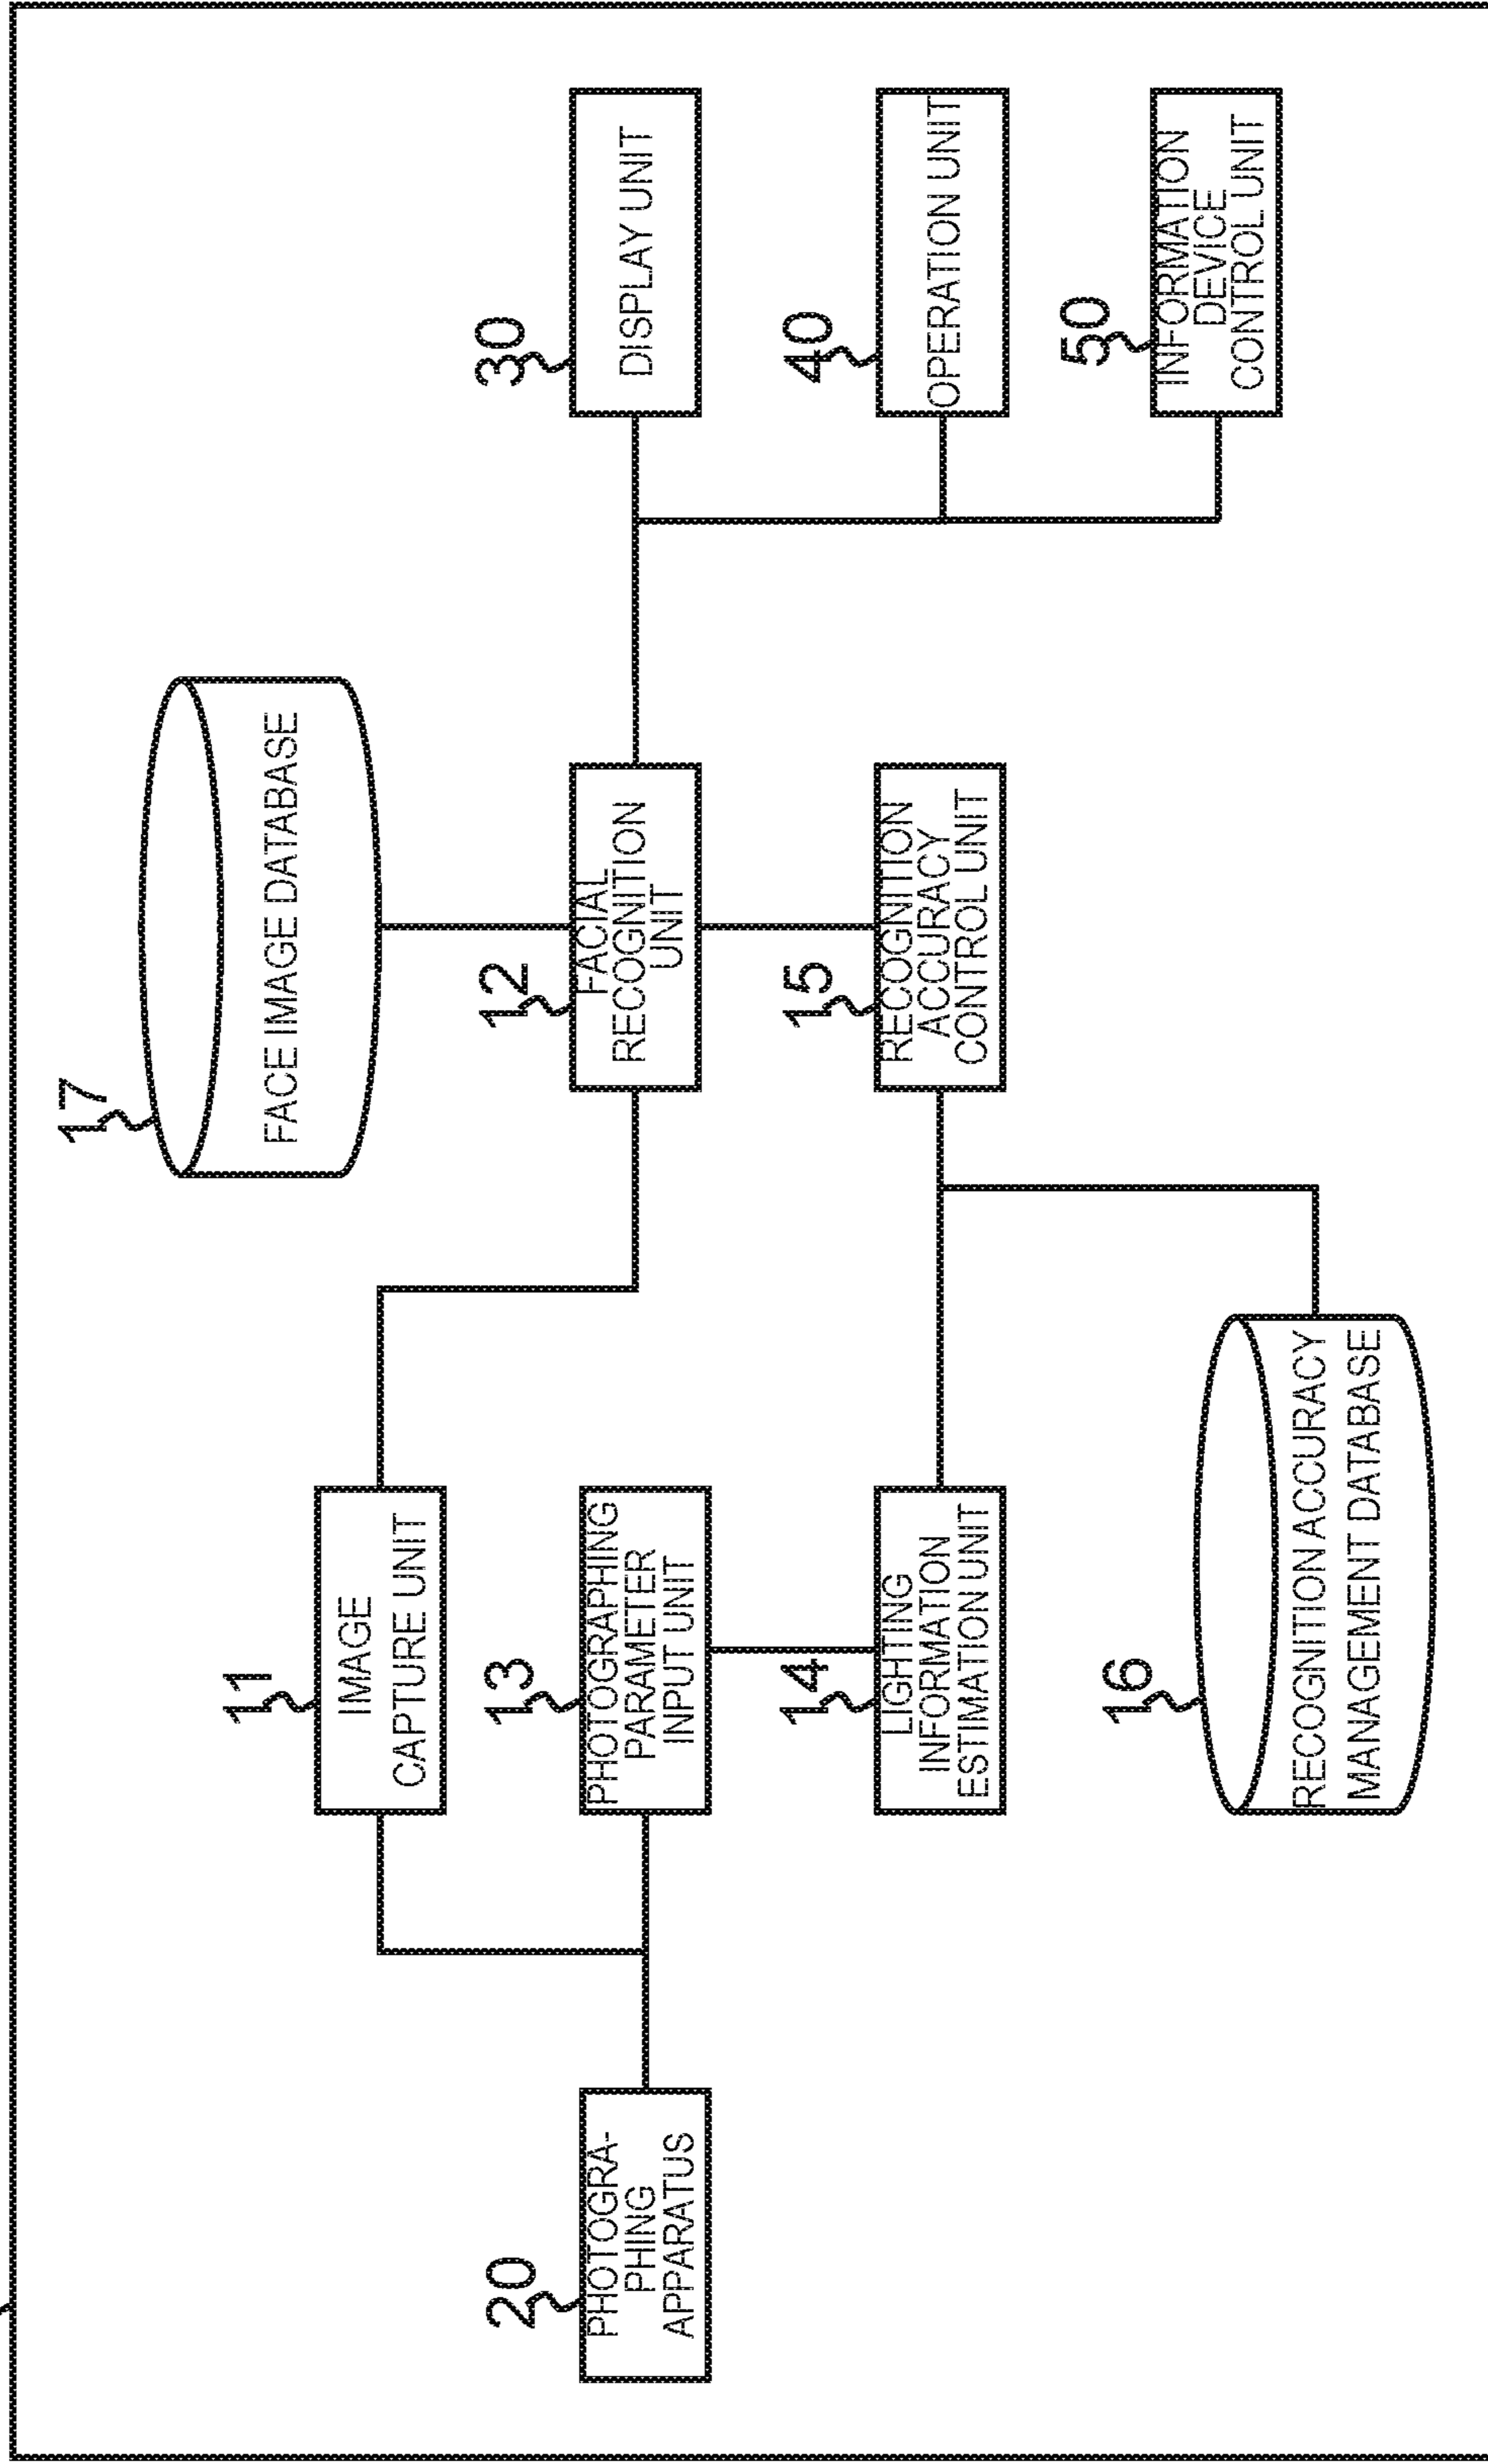 17
FACE IMAGE DATABASE
11
IMAGE
CAPTURE UNIT
12
FACIAL
RECOGNITION
UNIT
30
DISPLAY UNIT
20
PHOTOGRA-
PHING
APPARATUS
13
PHOTOGRAPHING
PARAMETER
INPUT UNIT
14
LIGHTING
INFORMATION
ESTIMATION UNIT
15
RECOGNITION
ACCURACY
CONTROL UNIT
40
OPERATION UNIT
50
INFORMATION
DEVICE
CONTROL UNIT
16
RECOGNITION ACCURACY
MANAGEMENT DATABASE